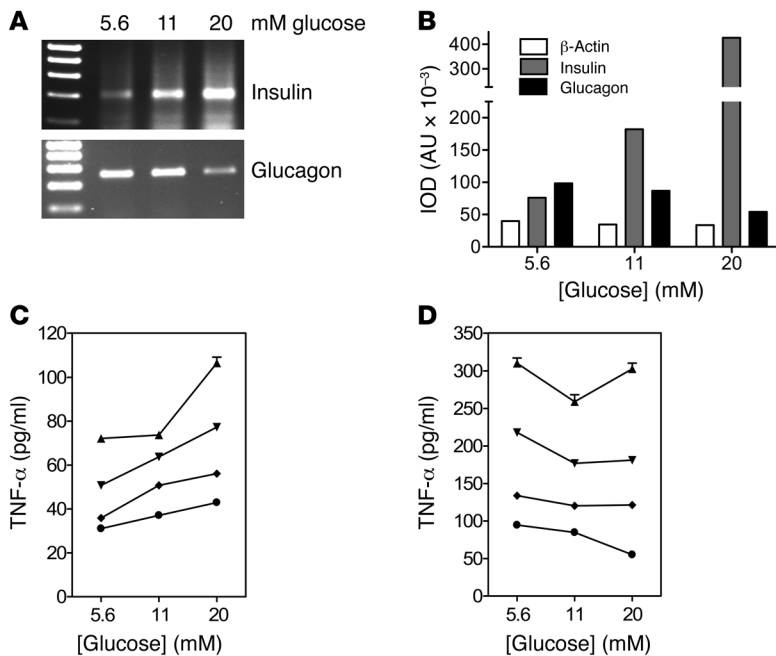 A
5.6 11 20 mM glucose
Insulin
Glucagon
B
β-Actin
Insulin
Glucagon
IOD (AU × 10⁻³)
400
300
200
150
100
50
0
5.6 11 20
[Glucose] (mM)
C
TNF-α (pg/ml)
120
100
80
60
40
20
0
5.6 11 20
[Glucose] (mM)
D
TNF-α (pg/ml)
350
300
250
200
150
100
50
0
5.6 11 20
[Glucose] (mM)